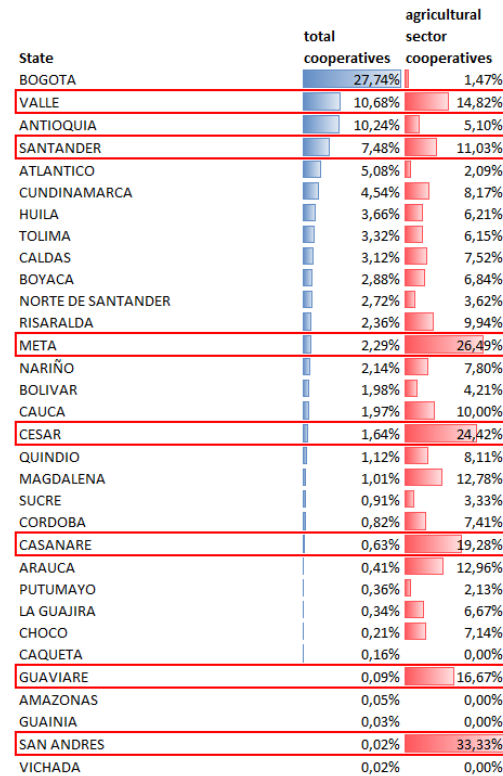 State total cooperatives agricultural sector cooperatives
BOGOTA 27,74% 1,47%
VALLE 10,68% 14,82%
ANTIOQUIA 10,24% 5,10%
SANTANDER 7,48% 11,03%
ATLANTICO 5,08% 2,09%
CUNDINAMARCA 4,54% 8,17%
HUILA 3,66% 6,21%
TOLIMA 3,32% 6,15%
CALDAS 3,12% 7,52%
BOYACA 2,88% 6,84%
NORTE DE SANTANDER 2,72% 3,62%
RISARALDA 2,36% 9,94%
META 2,29% 26,49%
NARIÑO 2,14% 7,80%
BOLIVAR 1,98% 4,21%
CAUCA 1,97% 10,00%
CESAR 1,64% 24,42%
QUINDIO 1,12% 8,11%
MAGDALENA 1,01% 12,78%
SUCRE 0,91% 3,33%
CORDOBA 0,82% 7,41%
CASANARE 0,63% 19,28%
ARAUCA 0,41% 12,96%
PUTUMAYO 0,36% 2,13%
LA GUAJIRA 0,34% 6,67%
CHOCO 0,21% 7,14%
CAQUETA 0,16% 0,00%
GUAVIARE 0,09% 16,67%
AMAZONAS 0,05% 0,00%
GUAINIA 0,03% 0,00%
SAN ANDRES 0,02% 33,33%
VICHADA 0,02% 0,00%